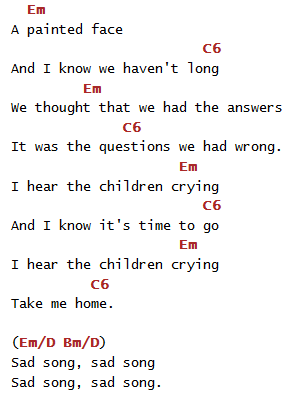 Em
A painted face
C6
And I know we haven't long
Em
We thought that we had the answers
C6
It was the questions we had wrong.
Em
I hear the children crying
C6
And I know it's time to go
Em
I hear the children crying
C6
Take me home.

(Em/D Bm/D)
Sad song, sad song
Sad song, sad song.